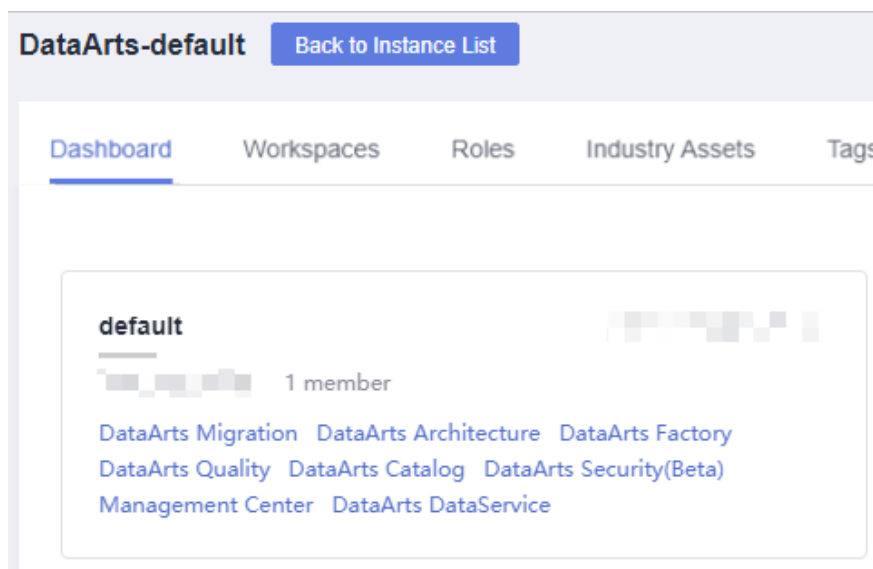 DataArts-default Back to Instance List
Dashboard Workspaces Roles Industry Assets Tags
default
1 member
DataArts Migration DataArts Architecture DataArts Factory
DataArts Quality DataArts Catalog DataArts Security(Beta)
Management Center DataArts DataService